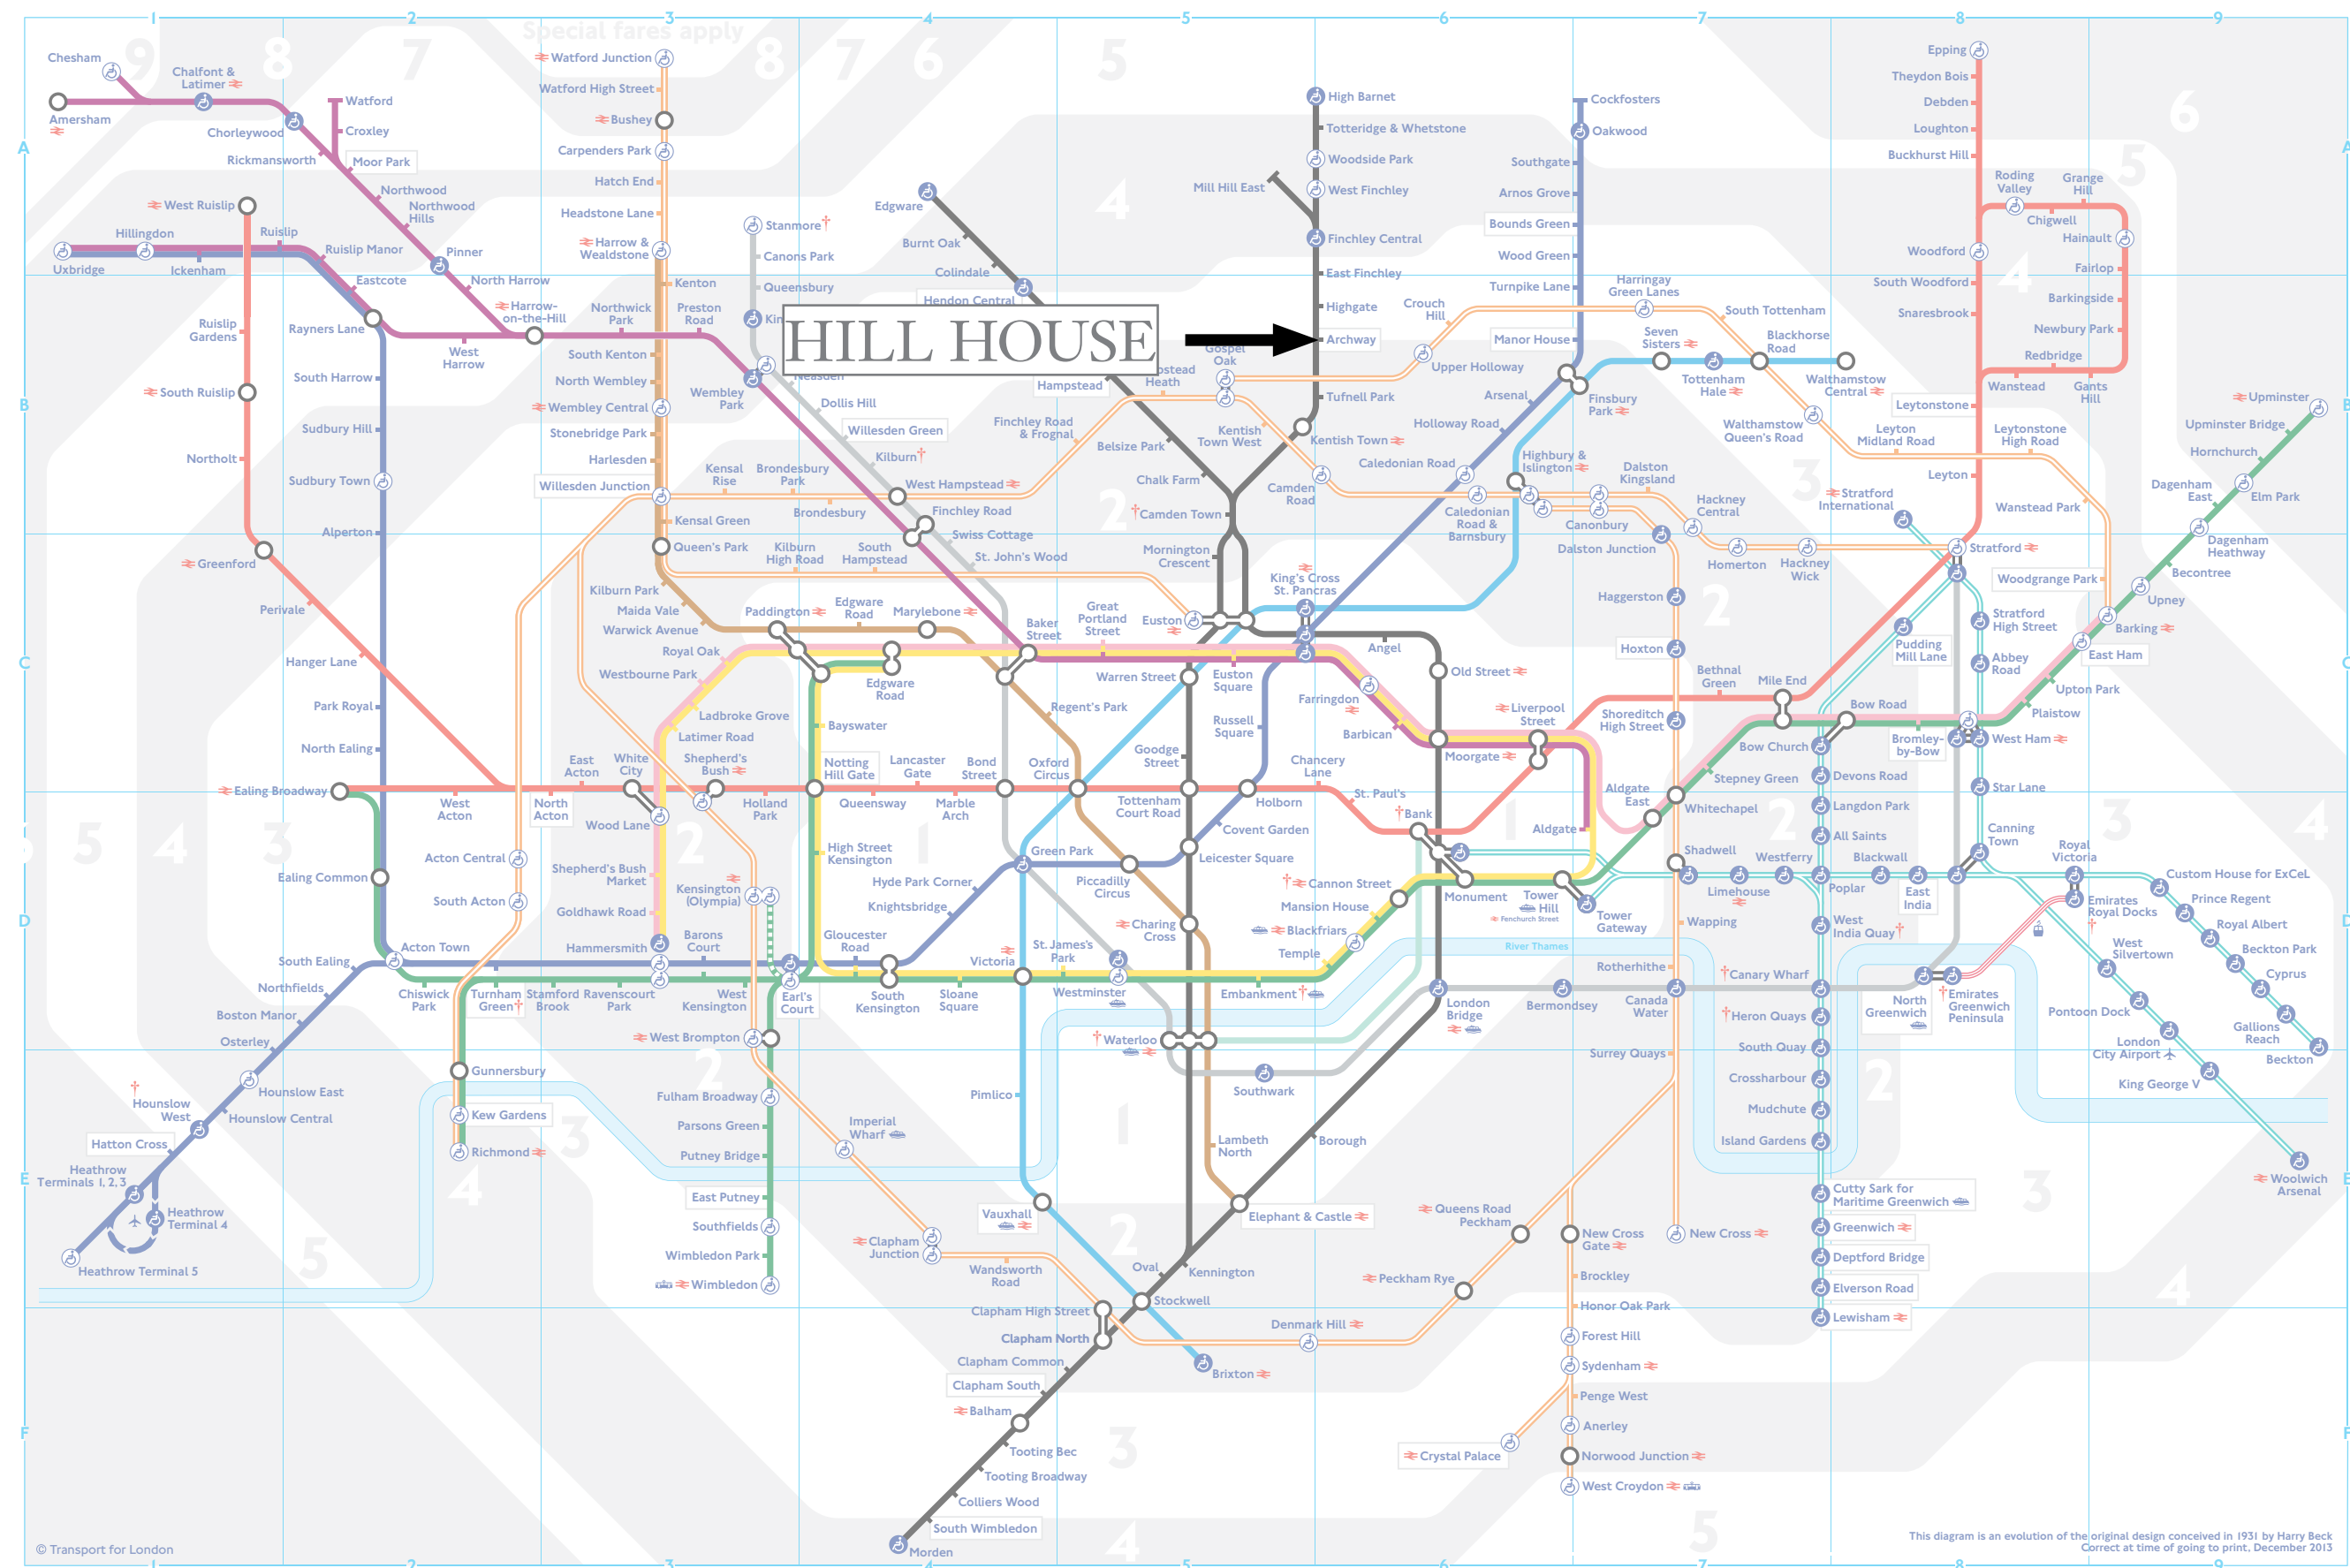 1 2 3 4 5 6 7 8 9
Special fares apply
9 8 7 8 7 6 5 6
Chesham
Chalfont &
Latimer
Amersham
Watford
Croxley
Chorleywood
Rickmansworth
Moor Park
Northwood
Northwood
Hills
Pinner
North Harrow
Harrow-
on-the-Hill
Watford Junction
Watford High Street
Bushey
Carpenders Park
Hatch End
Headstone Lane
Harrow &
Wealdstone
Kenton
Northwick
Park
Preston
Road
South Kenton
North Wembley
Wembley Central
Stonebridge Park
Harlesden
Willesden Junction
Kensal Green
Queen's Park
Kilburn Park
Maida Vale
Warwick Avenue
Royal Oak
Westbourne Park
Ladbroke Grove
Latimer Road
West Ruislip
Hillingdon
Uxbridge
Ickenham
Ruislip
Ruislip Manor
Eastcote
Rayners Lane
West
Harrow
Ruislip
Gardens
South Ruislip
Northolt
Greenford
Perivale
Hanger Lane
South Harrow
Sudbury Hill
Sudbury Town
Alperton
Park Royal
North Ealing
Ealing Broadway
Ealing Common
West
Acton
North
Acton
East
Acton
White
City
Shepherd's
Bush
Holland
Park
Notting
Hill Gate
Queensway
Lancaster
Gate
Marble
Arch
Bond
Street
Oxford
Circus
Tottenham
Court Road
Holborn
Chancery
Lane
St. Paul's
Bank
Stanmore
Canons Park
Queensbury
Kin
HILL HOUSE
Wembley
Park
Neasden
Dollis Hill
Willesden Green
Kilburn
West Hampstead
Finchley Road
Swiss Cottage
St. John's Wood
Kensal
Rise
Brondesbury
Park
Brondesbury
Kilburn
High Road
South
Hampstead
Edgware
Burnt Oak
Colindale
Hendon Central
Hampstead
Belsize Park
Chalk Farm
Camden Town
Mornington
Crescent
Euston
Finchley Road
& Frognal
pstead
Heath
Gospel
Oak
Kentish
Town West
Camden
Road
High Barnet
Totteridge & Whetstone
Woodside Park
West Finchley
Mill Hill East
Finchley Central
East Finchley
Highgate
Archway
Tufnell Park
Kentish Town
Cockfosters
Oakwood
Southgate
Arnos Grove
Bounds Green
Wood Green
Turnpike Lane
Manor House
Finsbury
Park
Arsenal
Holloway Road
Caledonian Road
King's Cross
St. Pancras
Crouch
Hill
Upper Holloway
Harringay
Green Lanes
South Tottenham
Seven
Sisters
Blackhorse
Road
Tottenham
Hale
Walthamstow
Central
Walthamstow
Queen's Road
Leyton
Midland Road
Leytonstone
High Road
Wanstead Park
Woodgrange Park
Highbury &
Islington
Caledonian
Road &
Barnsbury
Canonbury
Dalston
Kingsland
Hackney
Central
Dalston Junction
Homerton
Hackney
Wick
Stratford
International
Stratford
Haggerston
Hoxton
Shoreditch
High Street
Whitechapel
Shadwell
Wapping
Rotherhithe
Canada
Water
Surrey Quays
Epping
Theydon Bois
Debden
Loughton
Buckhurst Hill
Roding
Valley
Grange
Hill
Chigwell
Hainault
Woodford
Fairlop
South Woodford
Barkingside
Snaresbrook
Newbury Park
Redbridge
Wanstead
Gants
Hill
Leytonstone
Leyton
Upminster
Upminster Bridge
Hornchurch
Elm Park
Dagenham
East
Dagenham
Heathway
Becontree
Upney
Barking
East Ham
Upton Park
Plaistow
West Ham
Stratford
High Street
Abbey
Road
Star Lane
Canning
Town
Pudding
Mill Lane
Bow Road
Bow Church
Bromley-
by-Bow
Mile End
Bethnal
Green
Stepney Green
Devons Road
Langdon Park
All Saints
Poplar
Westferry
Limehouse
Blackwall
East
India
West
India Quay
Canary Wharf
Heron Quays
South Quay
Crossharbour
Mudchute
Island Gardens
Cutty Sark for
Maritime Greenwich
Greenwich
Deptford Bridge
Elverson Road
Lewisham
Royal
Victoria
Custom House for ExCeL
Prince Regent
Royal Albert
Beckton Park
Cyprus
Gallions
Reach
Beckton
Emirates
Royal Docks
Emirates
Greenwich
Peninsula
North
Greenwich
West
Silvertown
Pontoon Dock
London
City Airport
King George V
Woolwich
Arsenal
Paddington
Edgware
Road
Marylebone
Baker
Street
Great
Portland
Street
Edgware
Road
Bayswater
Warren Street
Euston
Square
Regent's Park
Russell
Square
Goodge
Street
Angel
Old Street
Farringdon
Barbican
Moorgate
Liverpool
Street
Aldgate
East
Aldgate
Tower
Hill
Fenchurch Street
Tower
Gateway
Monument
Cannon Street
Mansion House
Blackfriars
Temple
Embankment
River Thames
Covent Garden
Leicester Square
Piccadilly
Circus
Charing
Cross
Green Park
Hyde Park Corner
Knightsbridge
High Street
Kensington
Gloucester
Road
South
Kensington
Sloane
Square
Victoria
St. James's
Park
Westminster
Waterloo
Southwark
London
Bridge
Bermondsey
Borough
Lambeth
North
Elephant & Castle
Wood Lane
Shepherd's Bush
Market
Goldhawk Road
Hammersmith
Kensington
(Olympia)
Barons
Court
West
Kensington
Earl's
Court
Acton Central
South Acton
Acton Town
South Ealing
Northfields
Boston Manor
Osterley
Hounslow East
Hounslow Central
Hounslow
West
Hatton Cross
Heathrow
Terminals 1, 2, 3
Heathrow
Terminal 4
Heathrow Terminal 5
Chiswick
Park
Turnham
Green
Stamford
Brook
Ravenscourt
Park
Gunnersbury
Kew Gardens
Richmond
West Brompton
Fulham Broadway
Parsons Green
Putney Bridge
East Putney
Southfields
Wimbledon Park
Wimbledon
Imperial
Wharf
Clapham
Junction
Wandsworth
Road
Pimlico
Vauxhall
Oval
Kennington
Stockwell
Brixton
Clapham High Street
Clapham North
Clapham Common
Clapham South
Balham
Tooting Bec
Tooting Broadway
Colliers Wood
South Wimbledon
Morden
Denmark Hill
Peckham Rye
Queens Road
Peckham
New Cross
Gate
New Cross
Brockley
Honor Oak Park
Forest Hill
Sydenham
Penge West
Anerley
Crystal Palace
Norwood Junction
West Croydon
© Transport for London
This diagram is an evolution of the original design conceived in 1931 by Harry Beck
Correct at time of going to print, December 2013